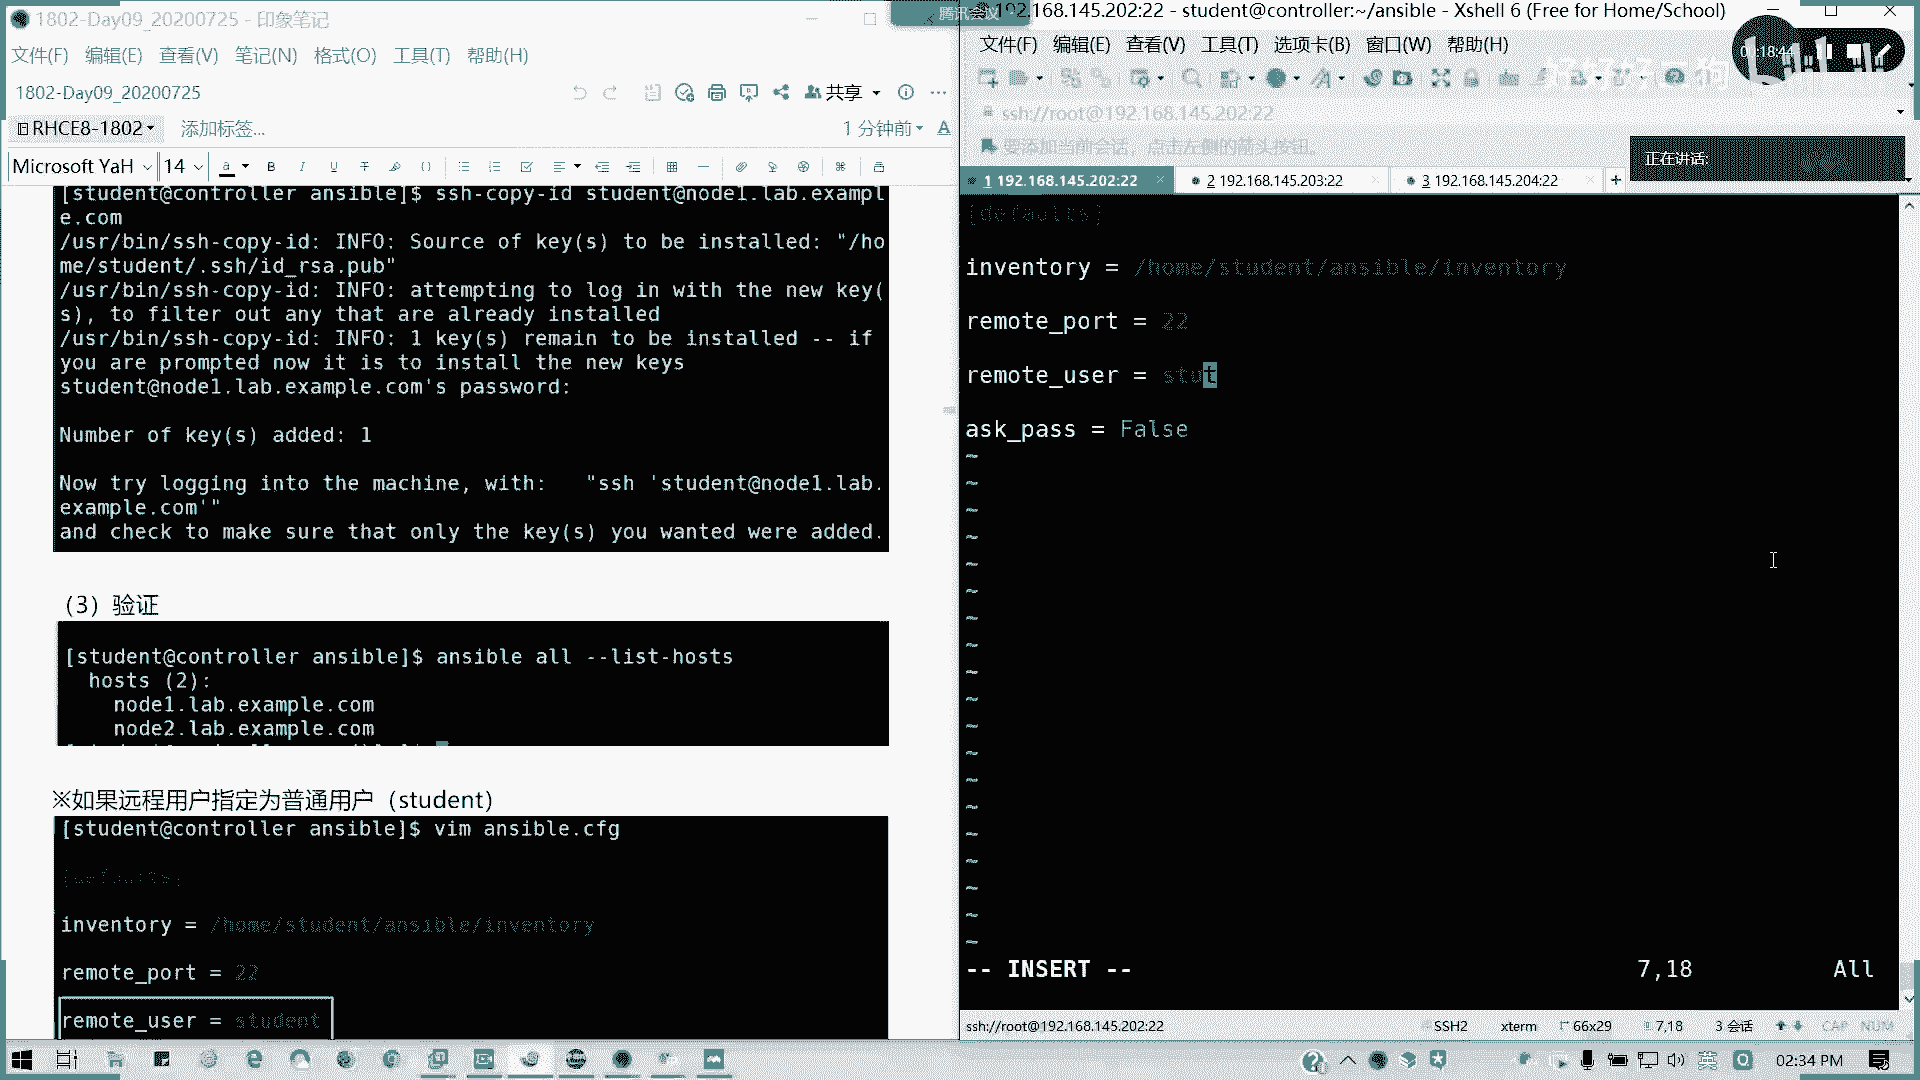 1802-Day09_20200725 - 印象笔记
文件(F) 编辑(E) 查看(V) 笔记(N) 格式(O) 工具(T) 帮助(H)
1802-Day09_20200725
共享
RHCE8-1802
添加标签...
1 分钟前
Microsoft YaH 14
[student@controller ansible]$ ssh-copy-id student@node1.lab.exampl
e.com
/usr/bin/ssh-copy-id: INFO: Source of key(s) to be installed: "/ho
me/student/.ssh/id_rsa.pub"
/usr/bin/ssh-copy-id: INFO: attempting to log in with the new key(
s), to filter out any that are already installed
/usr/bin/ssh-copy-id: INFO: 1 key(s) remain to be installed -- if
you are prompted now it is to install the new keys
student@node1.lab.example.com's password:
Number of key(s) added: 1
Now try logging into the machine, with:   "ssh 'student@node1.lab.
example.com'"
and check to make sure that only the key(s) you wanted were added.
（3）验证
[student@controller ansible]$ ansible all --list-hosts
hosts (2):
node1.lab.example.com
node2.lab.example.com
※如果远程用户指定为普通用户（student）
[student@controller ansible]$ vim ansible.cfg
[defaults]
inventory = /home/student/ansible/inventory
remote_port = 22
remote_user = student
腾讯会议
192.168.145.202:22 - student@controller:~/ansible - Xshell 6 (Free for Home/School)
文件(F) 编辑(E) 查看(V) 工具(T) 选项卡(B) 窗口(W) 帮助(H)
ssh://root@192.168.145.202:22
要添加当前会话，点击左侧的箭头按钮。
正在讲话:
1 192.168.145.202:22
2 192.168.145.203:22
3 192.168.145.204:22
[defaults]
inventory = /home/student/ansible/inventory
remote_port = 22
remote_user = stut
ask_pass = False
-- INSERT --
7,18
All
ssh://root@192.168.145.202:22
SSH2
xterm
66x29
7,18
3 会话
CAP NUM
英
02:34 PM